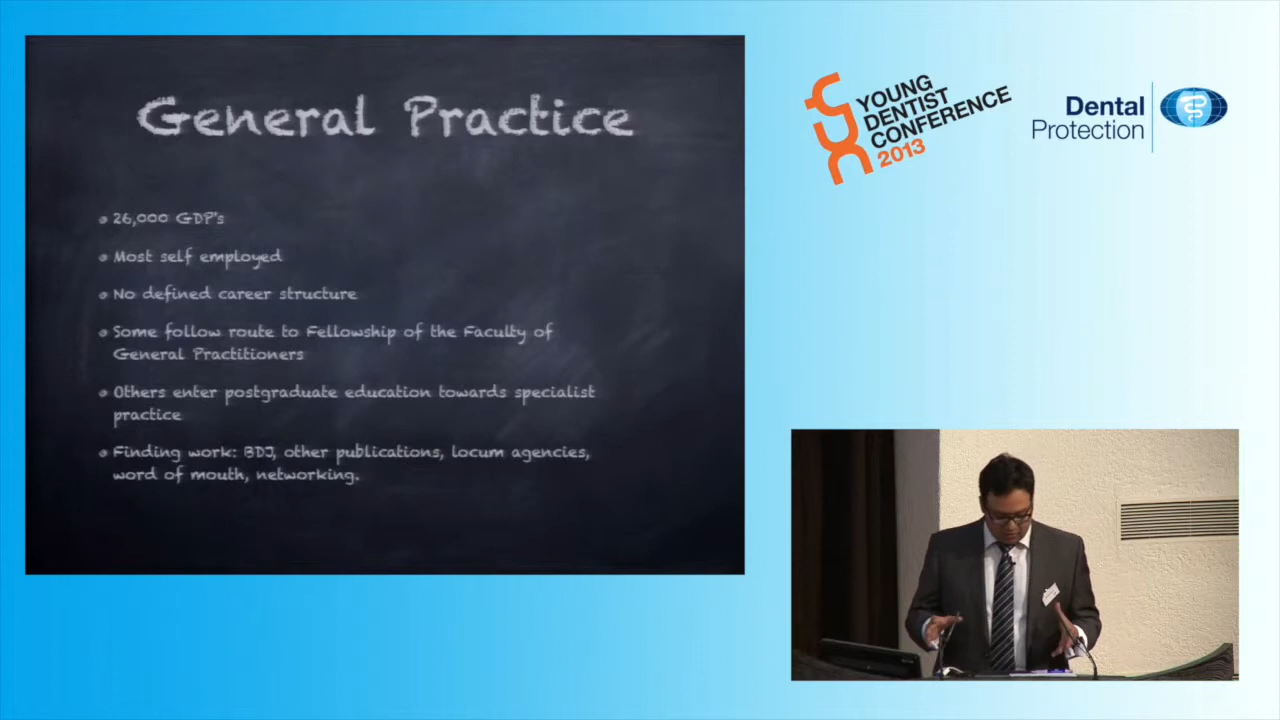 General Practice
26,000 GDP's
Most self employed
No defined career structure
Some follow route to Fellowship of the Faculty of
General Practitioners
Others enter postgraduate education towards specialist
practice
Finding work: BDJ, other publications, locum agencies,
word of mouth, networking.
YOUNG
DENTIST
CONFERENCE
2013
Dental
Protection